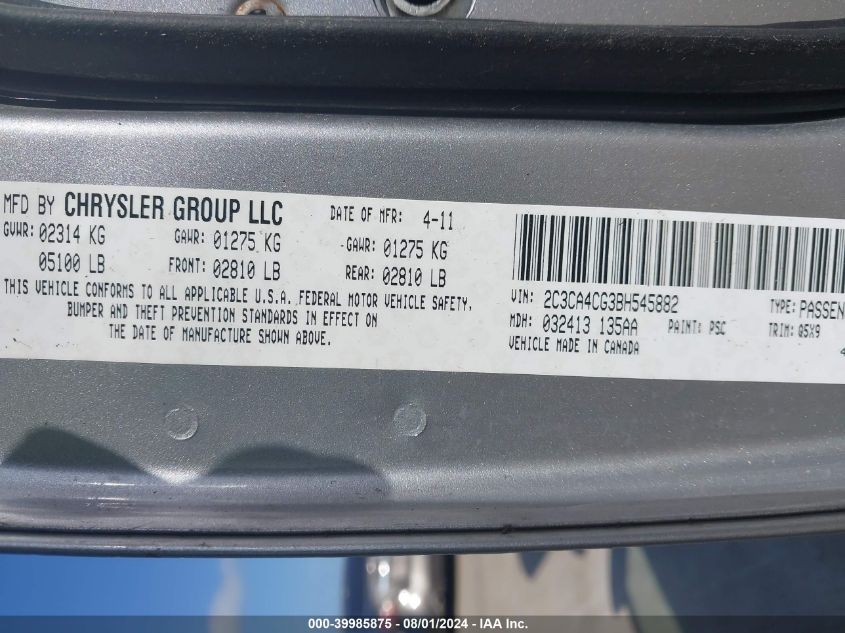 MFD BY CHRYSLER GROUP LLC DATE OF MFR: 4-11
GVWR: 02314 KG GAWR: 01275 KG GAWR: 01275 KG
05100 LB FRONT: 02810 LB REAR: 02810 LB
THIS VEHICLE CONFORMS TO ALL APPLICABLE U.S.A. FEDERAL MOTOR VEHICLE SAFETY,
BUMPER AND THEFT PREVENTION STANDARDS IN EFFECT ON
THE DATE OF MANUFACTURE SHOWN ABOVE.
VIN: 2C3CA4CG3BH545882 TYPE: PASSEN
MDH: 032413 135AA PAINT: PSC TRIM: Q5X9
VEHICLE MADE IN CANADA 4
000-39985875 - 08/01/2024 - IAA Inc.